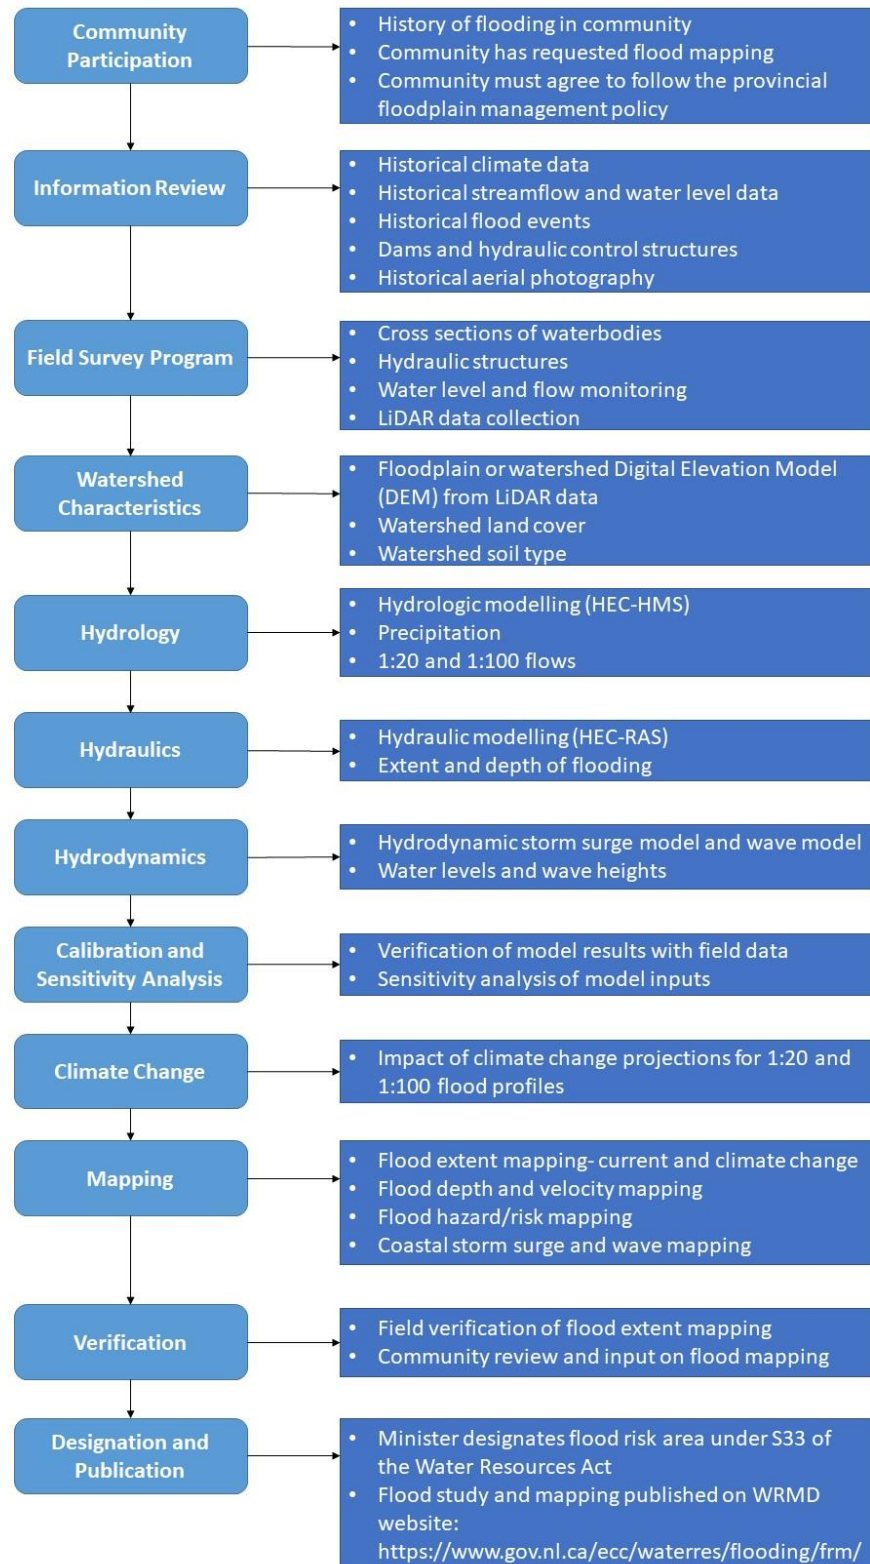 Community
Participation
• History of flooding in community
• Community has requested flood mapping
• Community must agree to follow the provincial
floodplain management policy
Information Review
• Historical climate data
• Historical streamflow and water level data
• Historical flood events
• Dams and hydraulic control structures
• Historical aerial photography
Field Survey Program
• Cross sections of waterbodies
• Hydraulic structures
• Water level and flow monitoring
• LiDAR data collection
Watershed
Characteristics
• Floodplain or watershed Digital Elevation Model
(DEM) from LiDAR data
• Watershed land cover
• Watershed soil type
Hydrology
• Hydrologic modelling (HEC-HMS)
• Precipitation
• 1:20 and 1:100 flows
Hydraulics
• Hydraulic modelling (HEC-RAS)
• Extent and depth of flooding
Hydrodynamics
• Hydrodynamic storm surge model and wave model
• Water levels and wave heights
Calibration and
Sensitivity Analysis
• Verification of model results with field data
• Sensitivity analysis of model inputs
Climate Change
• Impact of climate change projections for 1:20 and
1:100 flood profiles
Mapping
• Flood extent mapping- current and climate change
• Flood depth and velocity mapping
• Flood hazard/risk mapping
• Coastal storm surge and wave mapping
Verification
• Field verification of flood extent mapping
• Community review and input on flood mapping
Designation and
Publication
• Minister designates flood risk area under S33 of
the Water Resources Act
• Flood study and mapping published on WRMD
website:
https://www.gov.nl.ca/ecc/waterres/flooding/frm/